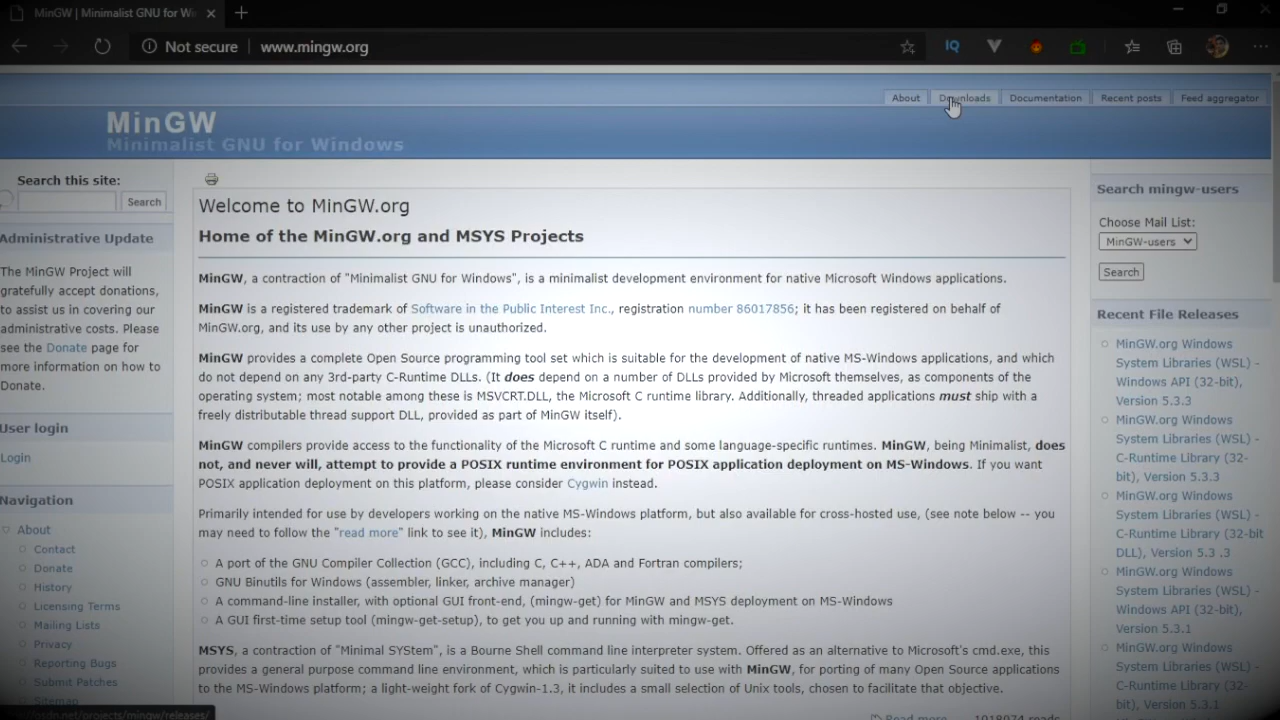 MinGW | Minimalist GNU for Wi
Not secure
www.mingw.org
About
Downloads
Documentation
Recent posts
Feed aggregator
MinGW
Minimalist GNU for Windows
Search this site:
Search
Administrative Update
The MinGW Project will
gratefully accept donations,
to assist us in covering our
administrative costs. Please
see the Donate page for
more information on how to
Donate.
User login
Login
Navigation
About
Contact
Donate
History
Licensing Terms
Mailing Lists
Privacy
Reporting Bugs
Submit Patches
Sitemap
Welcome to MinGW.org
Home of the MinGW.org and MSYS Projects
MinGW, a contraction of "Minimalist GNU for Windows", is a minimalist development environment for native Microsoft Windows applications.
MinGW is a registered trademark of Software in the Public Interest Inc., registration number 86017856; it has been registered on behalf of
MinGW.org, and its use by any other project is unauthorized.
MinGW provides a complete Open Source programming tool set which is suitable for the development of native MS-Windows applications, and which
do not depend on any 3rd-party C-Runtime DLLs. (It does depend on a number of DLLs provided by Microsoft themselves, as components of the
operating system; most notable among these is MSVCRT.DLL, the Microsoft C runtime library. Additionally, threaded applications must ship with a
freely distributable thread support DLL, provided as part of MinGW itself).
MinGW compilers provide access to the functionality of the Microsoft C runtime and some language-specific runtimes. MinGW, being Minimalist, does
not, and never will, attempt to provide a POSIX runtime environment for POSIX application deployment on MS-Windows. If you want
POSIX application deployment on this platform, please consider Cygwin instead.
Primarily intended for use by developers working on the native MS-Windows platform, but also available for cross-hosted use, (see note below -- you
may need to follow the "read more" link to see it), MinGW includes:
A port of the GNU Compiler Collection (GCC), including C, C++, ADA and Fortran compilers;
GNU Binutils for Windows (assembler, linker, archive manager)
A command-line installer, with optional GUI front-end, (mingw-get) for MinGW and MSYS deployment on MS-Windows
A GUI first-time setup tool (mingw-get-setup), to get you up and running with mingw-get.
MSYS, a contraction of "Minimal SYStem", is a Bourne Shell command line interpreter system. Offered as an alternative to Microsoft's cmd.exe, this
provides a general purpose command line environment, which is particularly suited to use with MinGW, for porting of many Open Source applications
to the MS-Windows platform; a light-weight fork of Cygwin-1.3, it includes a small selection of Unix tools, chosen to facilitate that objective.
Read more
1018074 reads
Search mingw-users
Choose Mail List:
MinGW-users
Search
Recent File Releases
MinGW.org Windows
System Libraries (WSL) -
Windows API (32-bit),
Version 5.3.3
MinGW.org Windows
System Libraries (WSL) -
C-Runtime Library (32-
bit), Version 5.3.3
MinGW.org Windows
System Libraries (WSL) -
C-Runtime Library (32-bit
DLL), Version 5.3 .3
MinGW.org Windows
System Libraries (WSL) -
Windows API (32-bit),
Version 5.3.1
MinGW.org Windows
System Libraries (WSL) -
C-Runtime Library (32-
bit), Version 5.3.1
osdn.net/projects/mingw/releases/